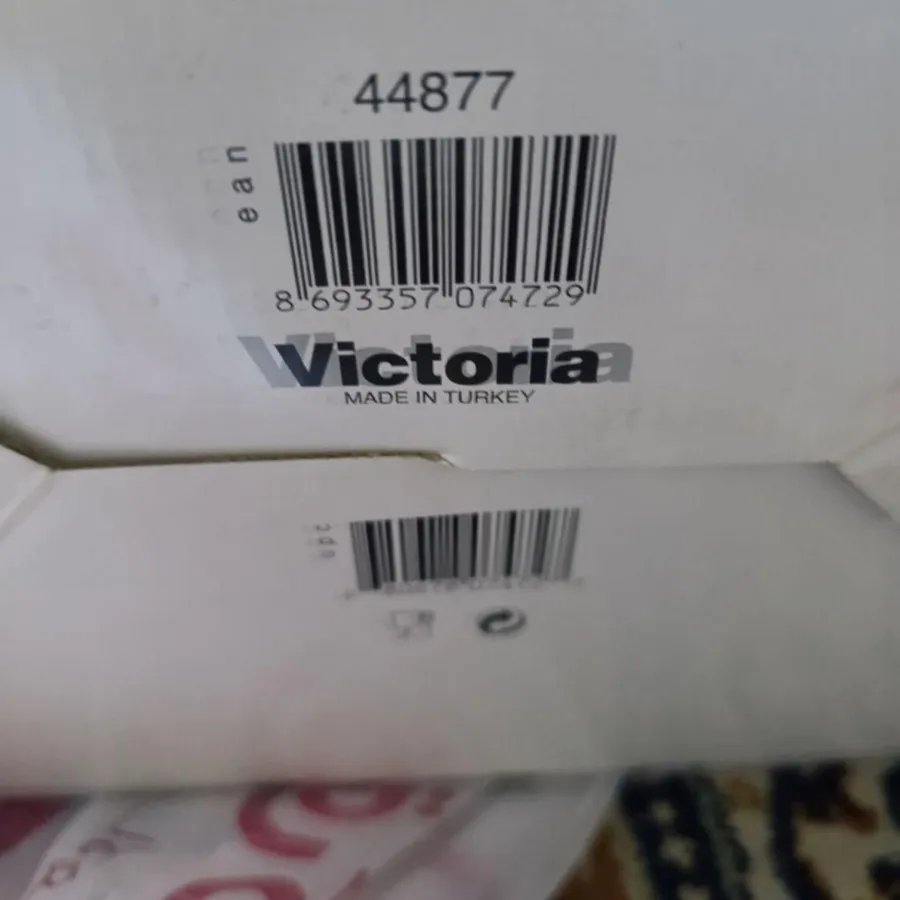 44877
ean
8 693357 074729
Victoria
MADE IN TURKEY